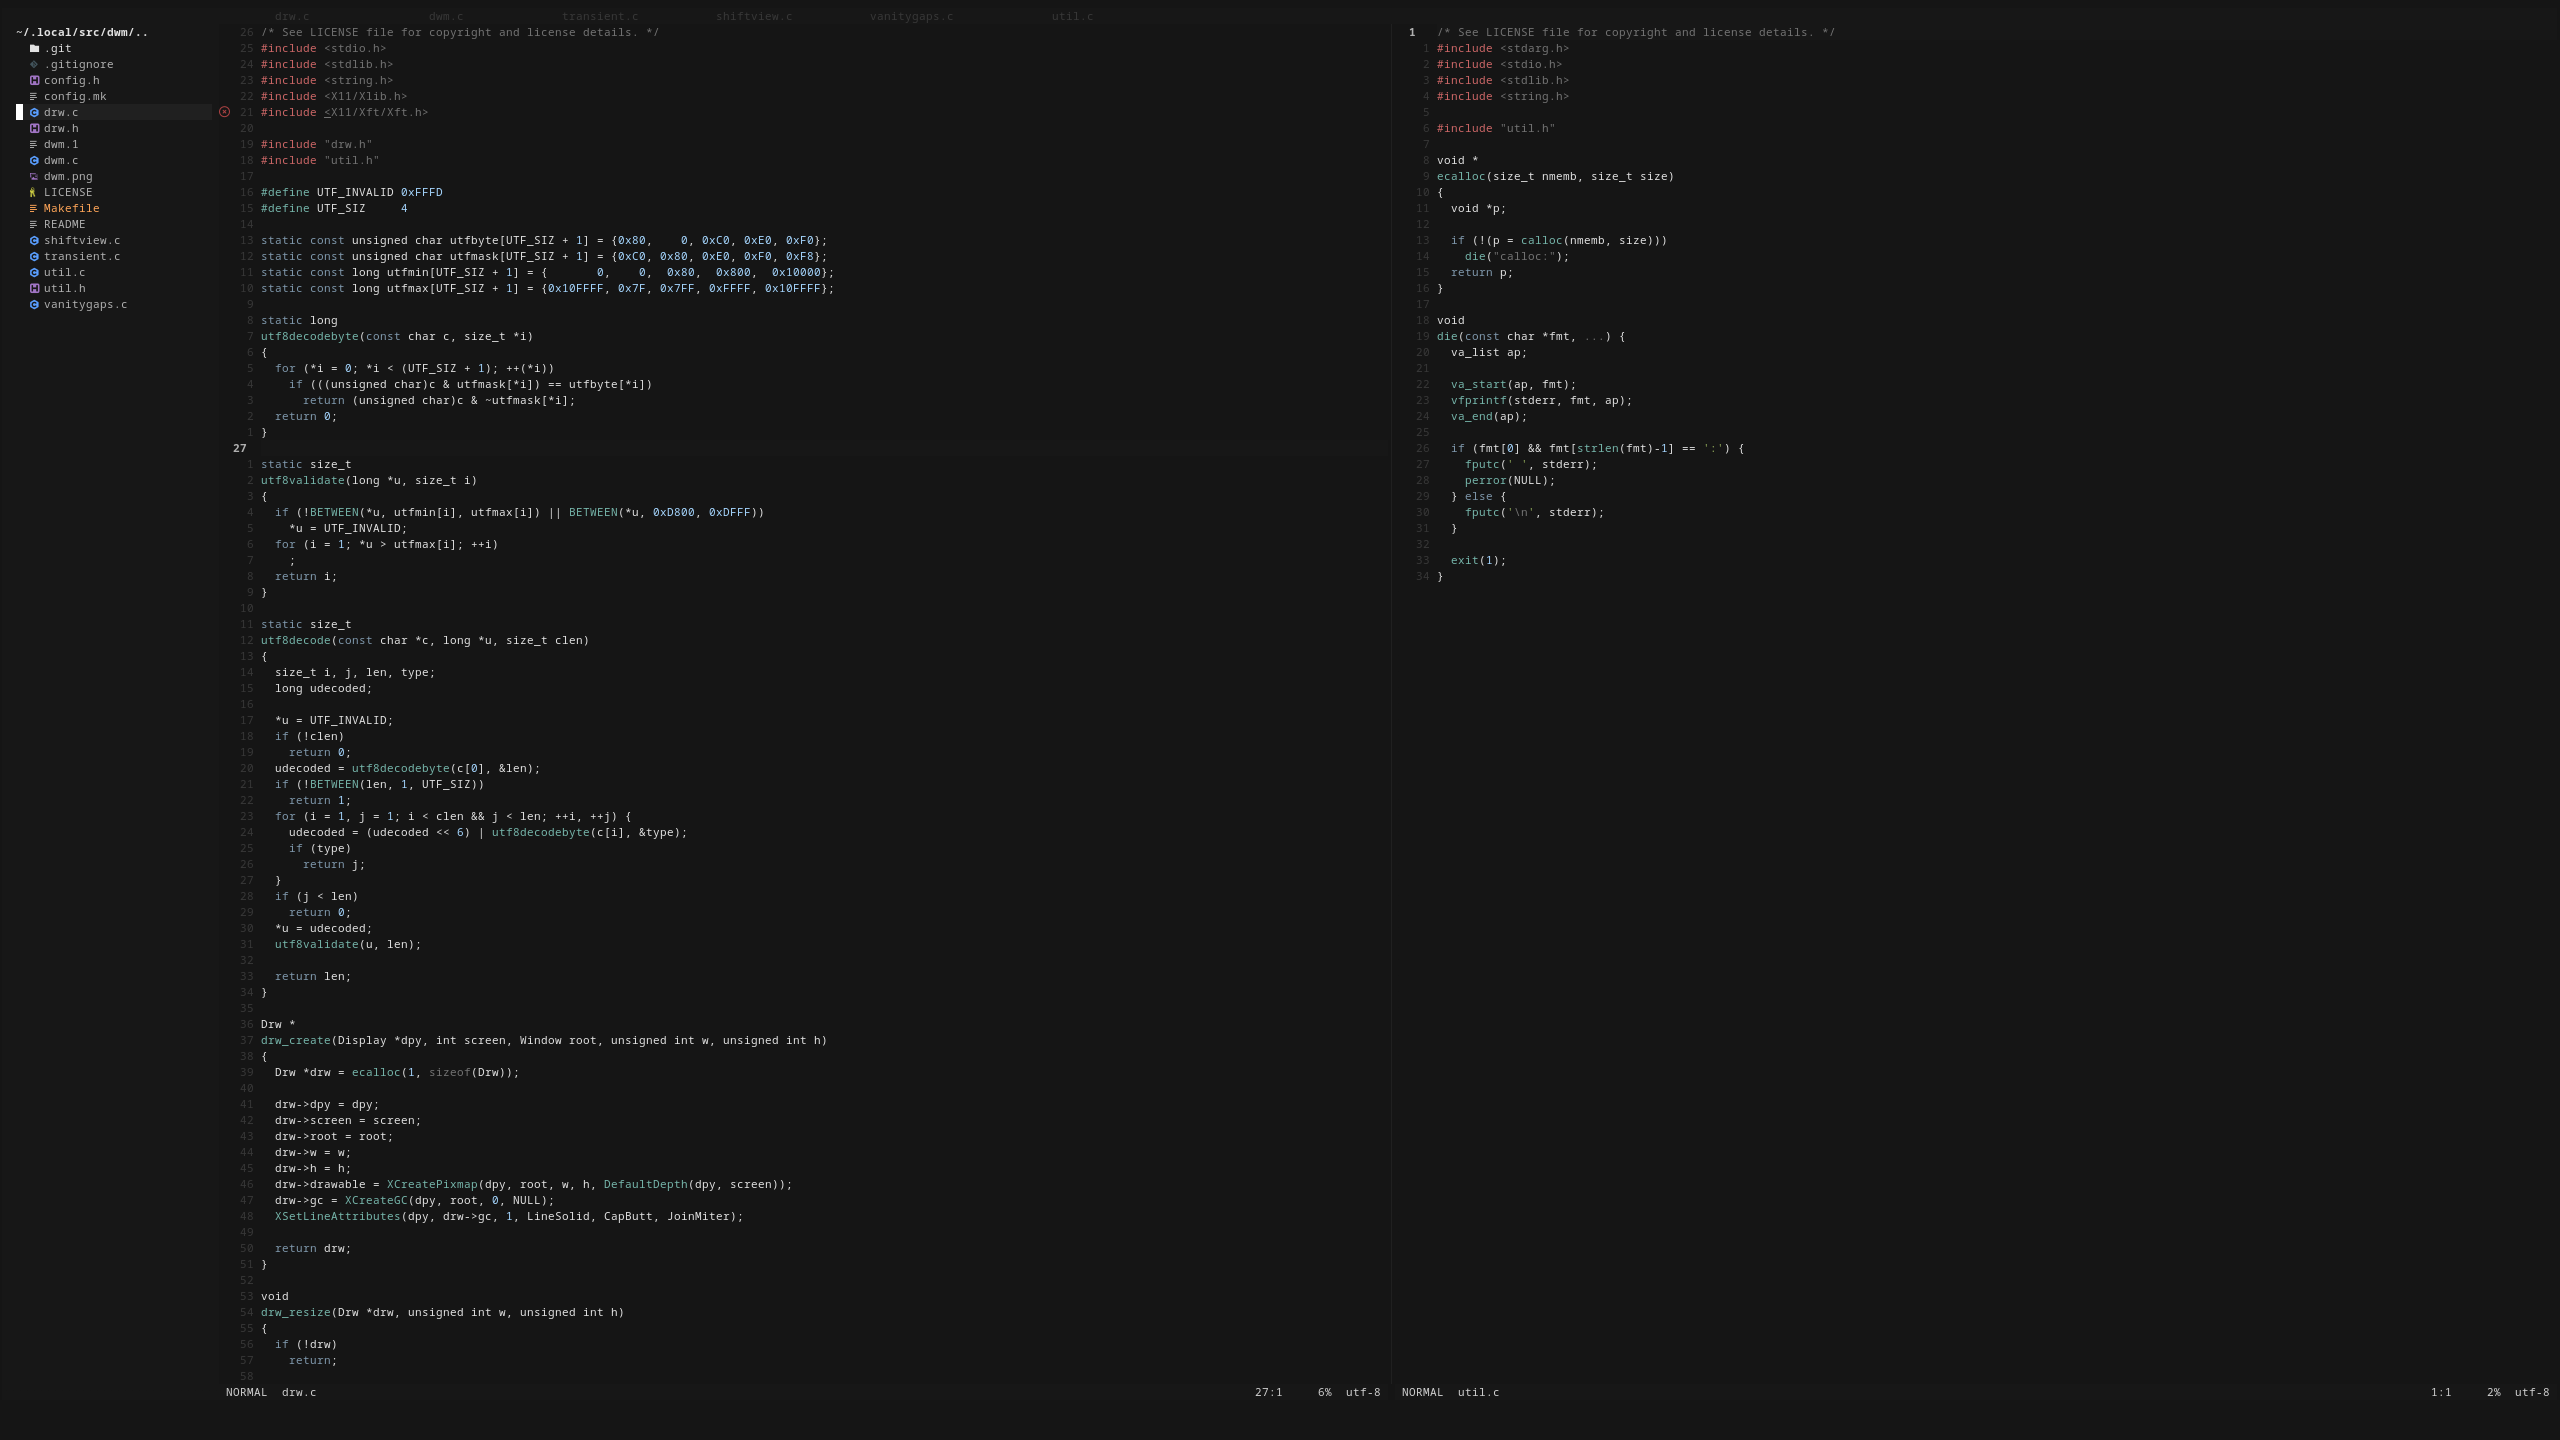 drw.c dwm.c transient.c shiftview.c vanitygaps.c util.c
~/.local/src/dwm/..
.git
.gitignore
config.h
config.mk
drw.c
drw.h
dwm.1
dwm.c
dwm.png
LICENSE
Makefile
README
shiftview.c
transient.c
util.c
util.h
vanitygaps.c
26 /* See LICENSE file for copyright and license details. */
25 #include <stdio.h>
24 #include <stdlib.h>
23 #include <string.h>
22 #include <X11/Xlib.h>
21 #include <X11/Xft/Xft.h>
20
19 #include "drw.h"
18 #include "util.h"
17
16 #define UTF_INVALID 0xFFFD
15 #define UTF_SIZ     4
14
13 static const unsigned char utfbyte[UTF_SIZ + 1] = {0x80,    0, 0xC0, 0xE0, 0xF0};
12 static const unsigned char utfmask[UTF_SIZ + 1] = {0xC0, 0x80, 0xE0, 0xF0, 0xF8};
11 static const long utfmin[UTF_SIZ + 1] = {       0,    0,  0x80,  0x800,  0x10000};
10 static const long utfmax[UTF_SIZ + 1] = {0x10FFFF, 0x7F, 0x7FF, 0xFFFF, 0x10FFFF};
9
8 static long
7 utf8decodebyte(const char c, size_t *i)
6 {
5   for (*i = 0; *i < (UTF_SIZ + 1); ++(*i))
4     if (((unsigned char)c & utfmask[*i]) == utfbyte[*i])
3       return (unsigned char)c & ~utfmask[*i];
2   return 0;
1 }
27
1 static size_t
2 utf8validate(long *u, size_t i)
3 {
4   if (!BETWEEN(*u, utfmin[i], utfmax[i]) || BETWEEN(*u, 0xD800, 0xDFFF))
5     *u = UTF_INVALID;
6   for (i = 1; *u > utfmax[i]; ++i)
7     ;
8   return i;
9 }
10
11 static size_t
12 utf8decode(const char *c, long *u, size_t clen)
13 {
14   size_t i, j, len, type;
15   long udecoded;
16
17   *u = UTF_INVALID;
18   if (!clen)
19     return 0;
20   udecoded = utf8decodebyte(c[0], &len);
21   if (!BETWEEN(len, 1, UTF_SIZ))
22     return 1;
23   for (i = 1, j = 1; i < clen && j < len; ++i, ++j) {
24     udecoded = (udecoded << 6) | utf8decodebyte(c[i], &type);
25     if (type)
26       return j;
27   }
28   if (j < len)
29     return 0;
30   *u = udecoded;
31   utf8validate(u, len);
32
33   return len;
34 }
35
36 Drw *
37 drw_create(Display *dpy, int screen, Window root, unsigned int w, unsigned int h)
38 {
39   Drw *drw = ecalloc(1, sizeof(Drw));
40
41   drw->dpy = dpy;
42   drw->screen = screen;
43   drw->root = root;
44   drw->w = w;
45   drw->h = h;
46   drw->drawable = XCreatePixmap(dpy, root, w, h, DefaultDepth(dpy, screen));
47   drw->gc = XCreateGC(dpy, root, 0, NULL);
48   XSetLineAttributes(dpy, drw->gc, 1, LineSolid, CapButt, JoinMiter);
49
50   return drw;
51 }
52
53 void
54 drw_resize(Drw *drw, unsigned int w, unsigned int h)
55 {
56   if (!drw)
57     return;
58
NORMAL  drw.c 27:1 6% utf-8
1 /* See LICENSE file for copyright and license details. */
1 #include <stdarg.h>
2 #include <stdio.h>
3 #include <stdlib.h>
4 #include <string.h>
5
6 #include "util.h"
7
8 void *
9 ecalloc(size_t nmemb, size_t size)
10 {
11   void *p;
12
13   if (!(p = calloc(nmemb, size)))
14     die("calloc:");
15   return p;
16 }
17
18 void
19 die(const char *fmt, ...) {
20   va_list ap;
21
22   va_start(ap, fmt);
23   vfprintf(stderr, fmt, ap);
24   va_end(ap);
25
26   if (fmt[0] && fmt[strlen(fmt)-1] == ':') {
27     fputc(' ', stderr);
28     perror(NULL);
29   } else {
30     fputc('\n', stderr);
31   }
32
33   exit(1);
34 }
NORMAL  util.c 1:1 2% utf-8